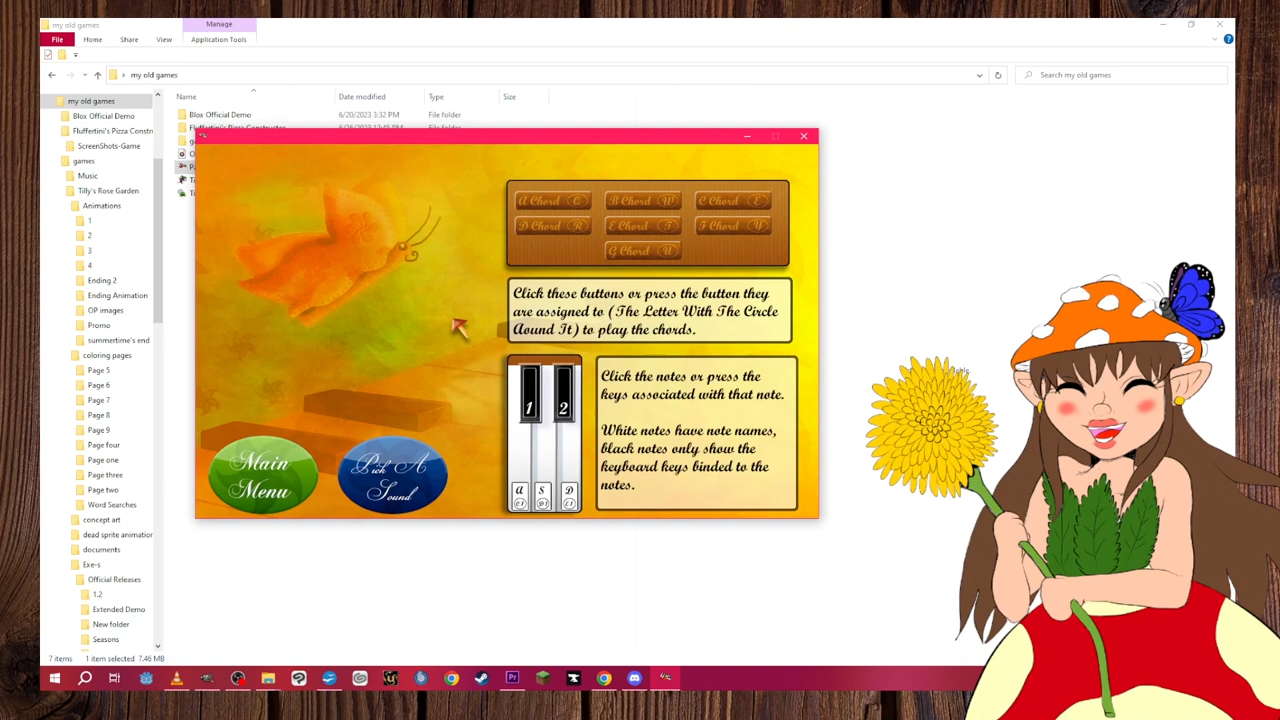 my old games
Manage
File
Home
Share
View
Application Tools
my old games
Search my old games
my old games
Blox Official Demo
Fluffertini's Pizza Constr
ScreenShots-Game
games
Music
Tilly's Rose Garden
Animations
1
2
3
4
Ending 2
Ending Animation
OP images
Promo
summertime's end
coloring pages
Page 5
Page 6
Page 7
Page 8
Page 9
Page four
Page one
Page three
Page two
Word Searches
concept art
dead sprite animation
documents
Exe-s
Official Releases
1.2
Extended Demo
New folder
Seasons
Name
Date modified
Type
Size
Blox Official Demo
6/20/2023 3:32 PM
File folder
Fluffertini's Pizza Constructor
File folder
A Chord Q
B Chord W
C Chord E
D Chord R
E Chord T
F Chord Y
G Chord U
Click these buttons or press the button they
are assigned to (The Letter With The Circle
Aound It) to play the chords.
1
2
A
S
D
Click the notes or press the
keys associated with that note.
White notes have note names,
black notes only show the
keyboard keys binded to the
notes.
Main
Menu
Pick A
Sound
7 items
1 item selected 7.46 MB